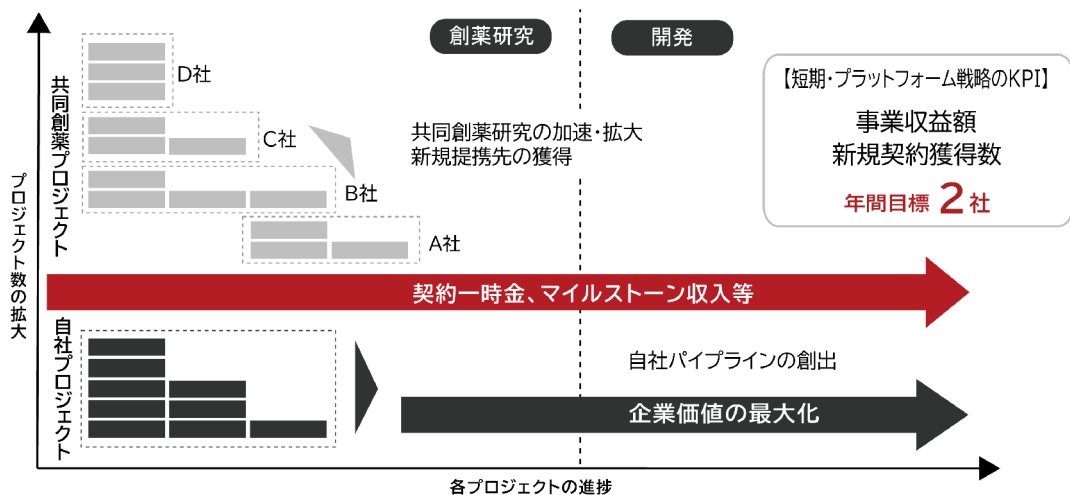 創薬研究
開発
共同創薬プロジェクト
D社
C社
B社
A社
共同創薬研究の加速・拡大
新規提携先の獲得
【短期・プラットフォーム戦略のKPI】
事業収益額
新規契約獲得数
年間目標 2 社
プロジェクト数の拡大
契約一時金、マイルストーン収入等
自社プロジェクト
自社パイプラインの創出
企業価値の最大化
各プロジェクトの進捗